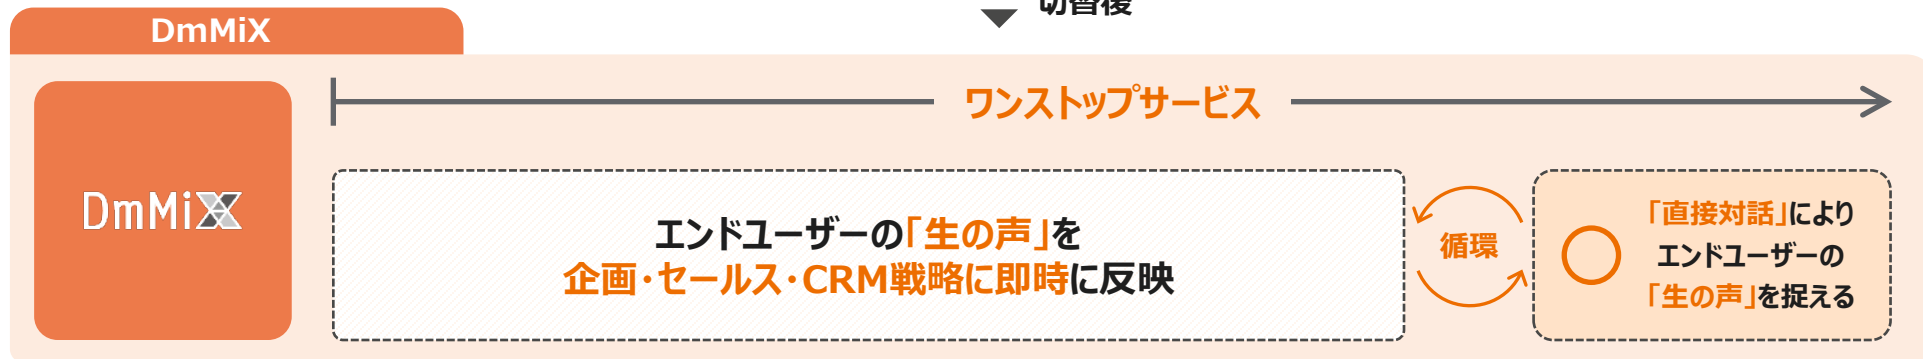 切替後
DmMiX
ワンストップサービス
DmMiX
エンドユーザーの「生の声」を
企画・セールス・CRM戦略に即時に反映
循環
「直接対話」により
エンドユーザーの
「生の声」を捉える